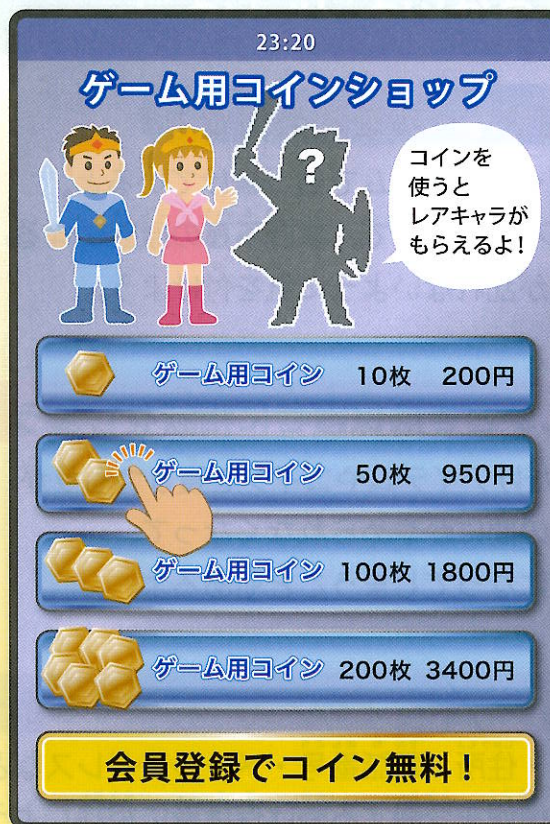 23:20
ゲーム用コインショップ
?
コインを
使うと
レアキャラが
もらえるよ!
ゲーム用コイン 10枚 200円
ゲーム用コイン 50枚 950円
ゲーム用コイン 100枚 1800円
ゲーム用コイン 200枚 3400円
会員登録でコイン無料!